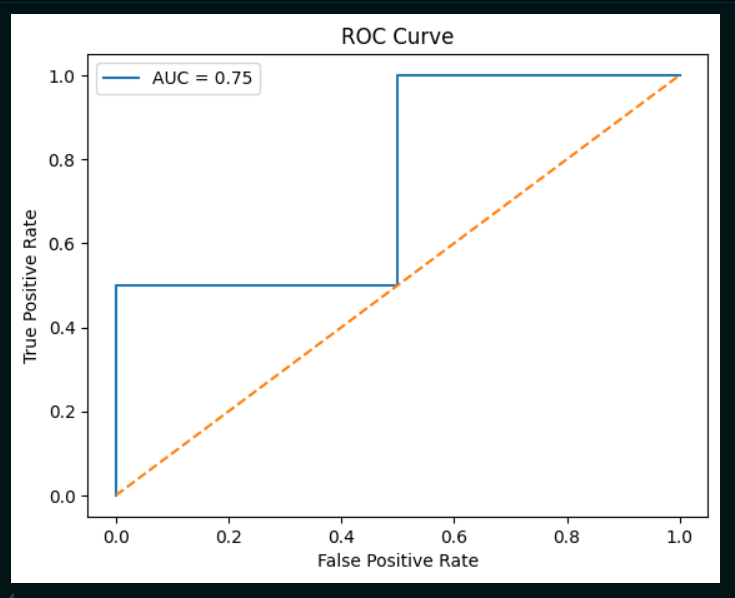 ROC Curve
AUC = 0.75
1.0
0.8
0.6
0.4
0.2
0.0
True Positive Rate
0.0 0.2 0.4 0.6 0.8 1.0
False Positive Rate